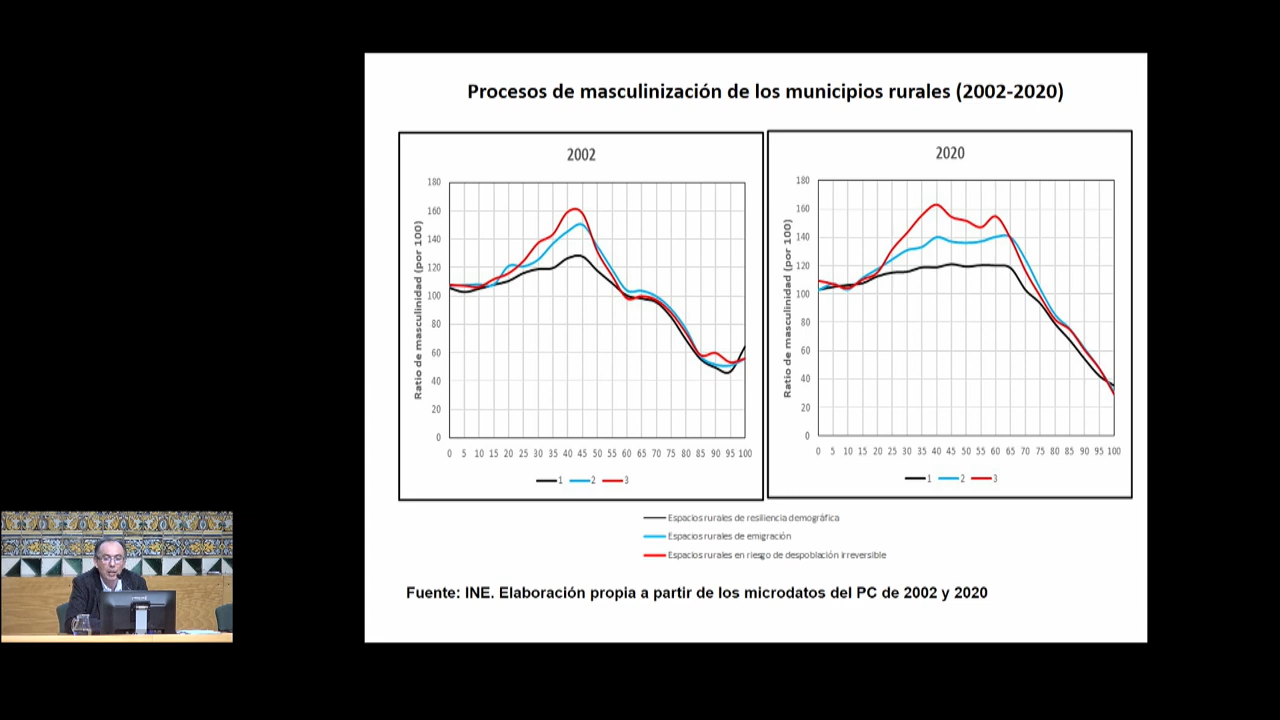 Procesos de masculinización de los municipios rurales (2002-2020)
2002
Ratio de masculinidad (por 100)
180
160
140
120
100
80
60
40
20
0
0 5 10 15 20 25 30 35 40 45 50 55 60 65 70 75 80 85 90 95 100
1 2 3
2020
Ratio de masculinidad (por 100)
180
160
140
120
100
80
60
40
20
0
0 5 10 15 20 25 30 35 40 45 50 55 60 65 70 75 80 85 90 95 100
1 2 3
Espacios rurales de resiliencia demográfica
Espacios rurales de emigración
Espacios rurales en riesgo de despoblación irreversible
Fuente: INE. Elaboración propia a partir de los microdatos del PC de 2002 y 2020